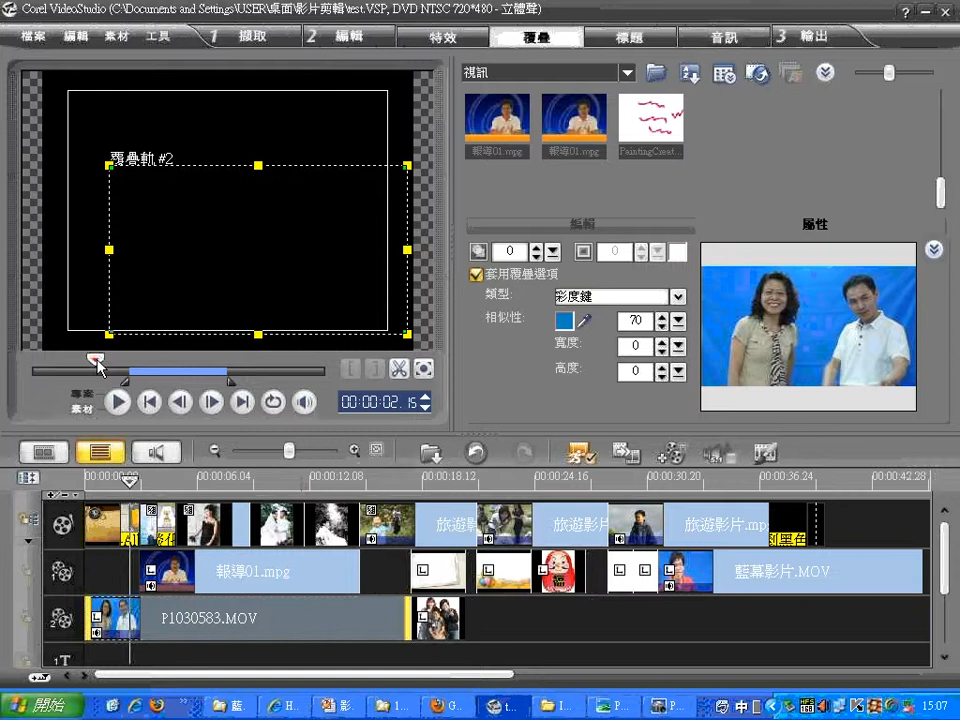 Corel VideoStudio (C:\Documents and Settings\USER\桌面\影片剪輯\test.VSP, DVD NTSC 720*480 - 立體聲)
檔案 編輯 素材 工具 1 擷取 2 編輯 特效 覆疊 標題 音訊 3 輸出
視訊
報導01.mpg 報導01.mpg PaintingCreat...
覆疊軌 #2
編輯 屬性
0 0
套用覆疊選項
類型: 彩度鍵
相似性: 70
寬度: 0
高度: 0
專案
素材
00:00:02.15
00:00:00.00 00:00:06.04 00:00:12.08 00:00:18.12 00:00:24.16 00:00:30.20 00:00:36.24 00:00:42.28
旅遊影 旅遊影片 旅遊影片.mp
報導01.mpg 藍幕影片.MOV
P1030583.MOV
1T
開始 藍 H... 影. 1... G... t... I... P... P... 中 15:07